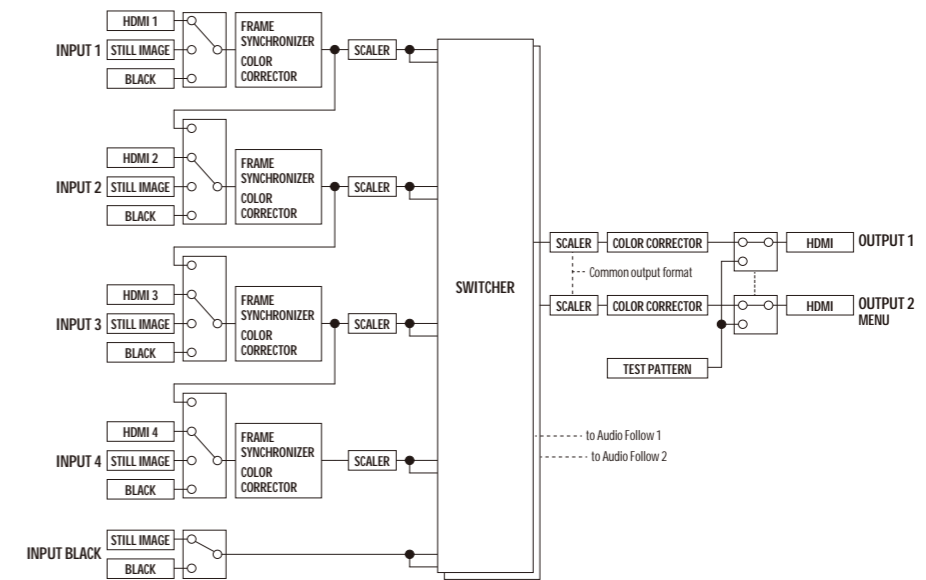 HDMI 1
INPUT 1
STILL IMAGE
BLACK
FRAME
SYNCHRONIZER
COLOR
CORRECTOR
SCALER
HDMI 2
INPUT 2
STILL IMAGE
BLACK
FRAME
SYNCHRONIZER
COLOR
CORRECTOR
SCALER
HDMI 3
INPUT 3
STILL IMAGE
BLACK
FRAME
SYNCHRONIZER
COLOR
CORRECTOR
SCALER
HDMI 4
INPUT 4
STILL IMAGE
BLACK
FRAME
SYNCHRONIZER
COLOR
CORRECTOR
SCALER
INPUT BLACK
STILL IMAGE
BLACK
SWITCHER
SCALER
COLOR CORRECTOR
HDMI
OUTPUT 1
Common output format
SCALER
COLOR CORRECTOR
HDMI
OUTPUT 2
MENU
TEST PATTERN
to Audio Follow 1
to Audio Follow 2